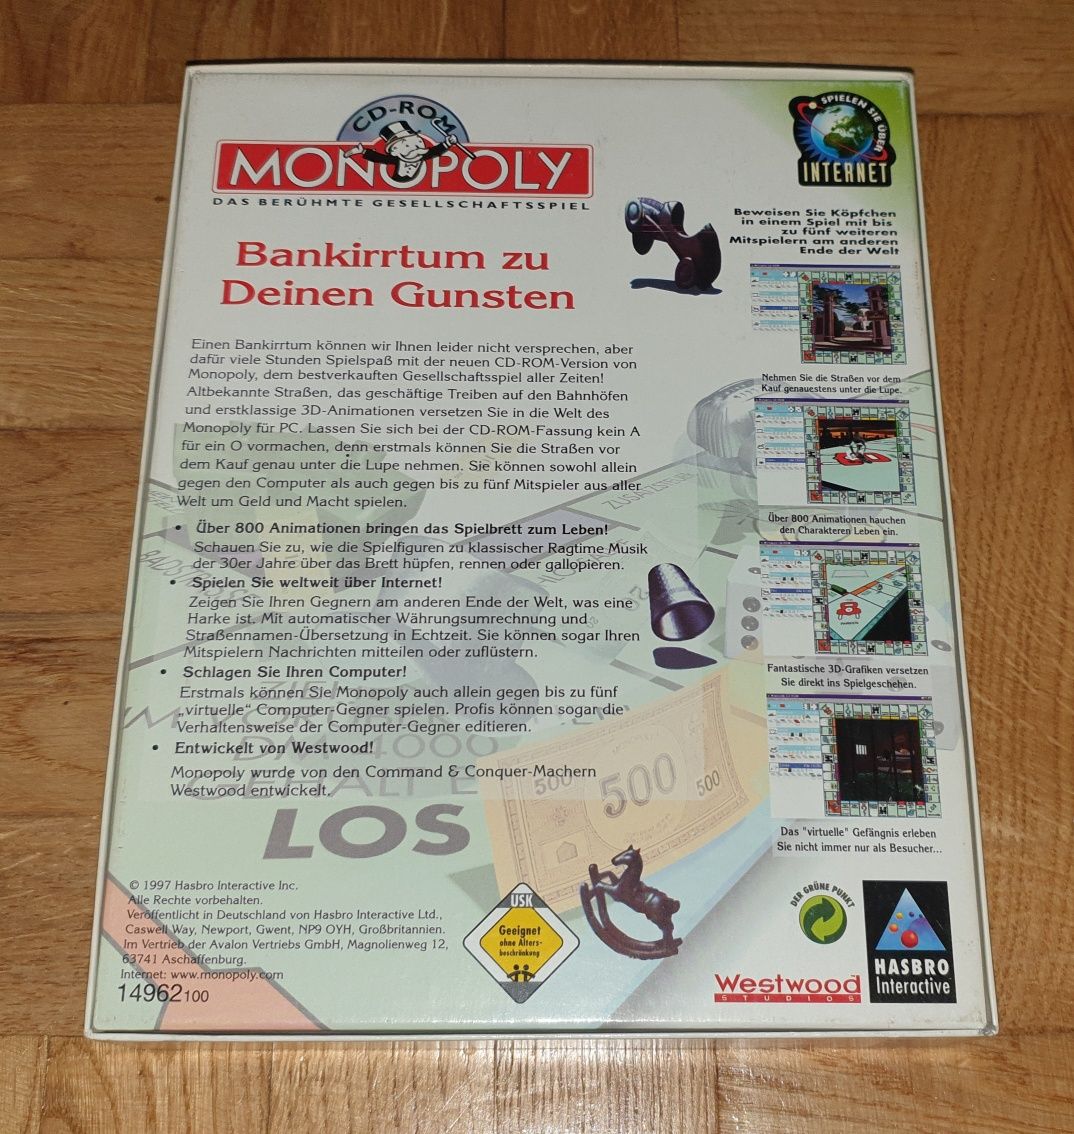 CD-ROM
MONOPOLY
DAS BERÜHMTE GESELLSCHAFTSSPIEL
SPIELEN SIE ÜBER
INTERNET
Bankirrtum zu
Deinen Gunsten
Beweisen Sie Köpfchen
in einem Spiel mit bis
zu fünf weiteren
Mitspielern am anderen
Ende der Welt
Einen Bankirrtum können wir Ihnen leider nicht versprechen, aber
dafür viele Stunden Spielspaß mit der neuen CD-ROM-Version von
Monopoly, dem bestverkauften Gesellschaftsspiel aller Zeiten!
Altbekannte Straßen, das geschäftige Treiben auf den Bahnhöfen
und erstklassige 3D-Animationen versetzen Sie in die Welt des
Monopoly für PC. Lassen Sie sich bei der CD-ROM-Fassung kein A
für ein O vormachen, denn erstmals können Sie die Straßen vor
dem Kauf genau unter die Lupe nehmen. Sie können sowohl allein
gegen den Computer als auch gegen bis zu fünf Mitspieler aus aller
Welt um Geld und Macht spielen.
• Über 800 Animationen bringen das Spielbrett zum Leben!
Schauen Sie zu, wie die Spielfiguren zu klassischer Ragtime Musik
der 30er Jahre über das Brett hüpfen, rennen oder gallopieren.
• Spielen Sie weltweit über Internet!
Zeigen Sie Ihren Gegnern am anderen Ende der Welt, was eine
Harke ist. Mit automatischer Währungsumrechnung und
Straßennamen-Übersetzung in Echtzeit. Sie können sogar Ihren
Mitspielern Nachrichten mitteilen oder zuflüstern.
• Schlagen Sie Ihren Computer!
Erstmals können Sie Monopoly auch allein gegen bis zu fünf
„virtuelle" Computer-Gegner spielen. Profis können sogar die
Verhaltensweise der Computer-Gegner editieren.
• Entwickelt von Westwood!
Monopoly wurde von den Command & Conquer-Machern
Westwood entwickelt.
Nehmen Sie die Straßen vor dem
Kauf genauestens unter die Lupe.
Über 800 Animationen hauchen
den Charakteren Leben ein.
Fantastische 3D-Grafiken versetzen
Sie direkt ins Spielgeschehen.
Das "virtuelle" Gefängnis erleben
Sie nicht immer nur als Besucher...
DM 4000
LOS
500
500
500
© 1997 Hasbro Interactive Inc.
Alle Rechte vorbehalten.
Veröffentlicht in Deutschland von Hasbro Interactive Ltd.,
Caswell Way, Newport, Gwent, NP9 OYH, Großbritannien.
Im Vertrieb der Avalon Vertriebs GmbH, Magnolienweg 12,
63741 Aschaffenburg.
Internet: www.monopoly.com
14962100
USK
Geeignet
ohne Alters-
beschränkung
DER GRÜNE PUNKT
Westwood
STUDIOS
HASBRO
Interactive